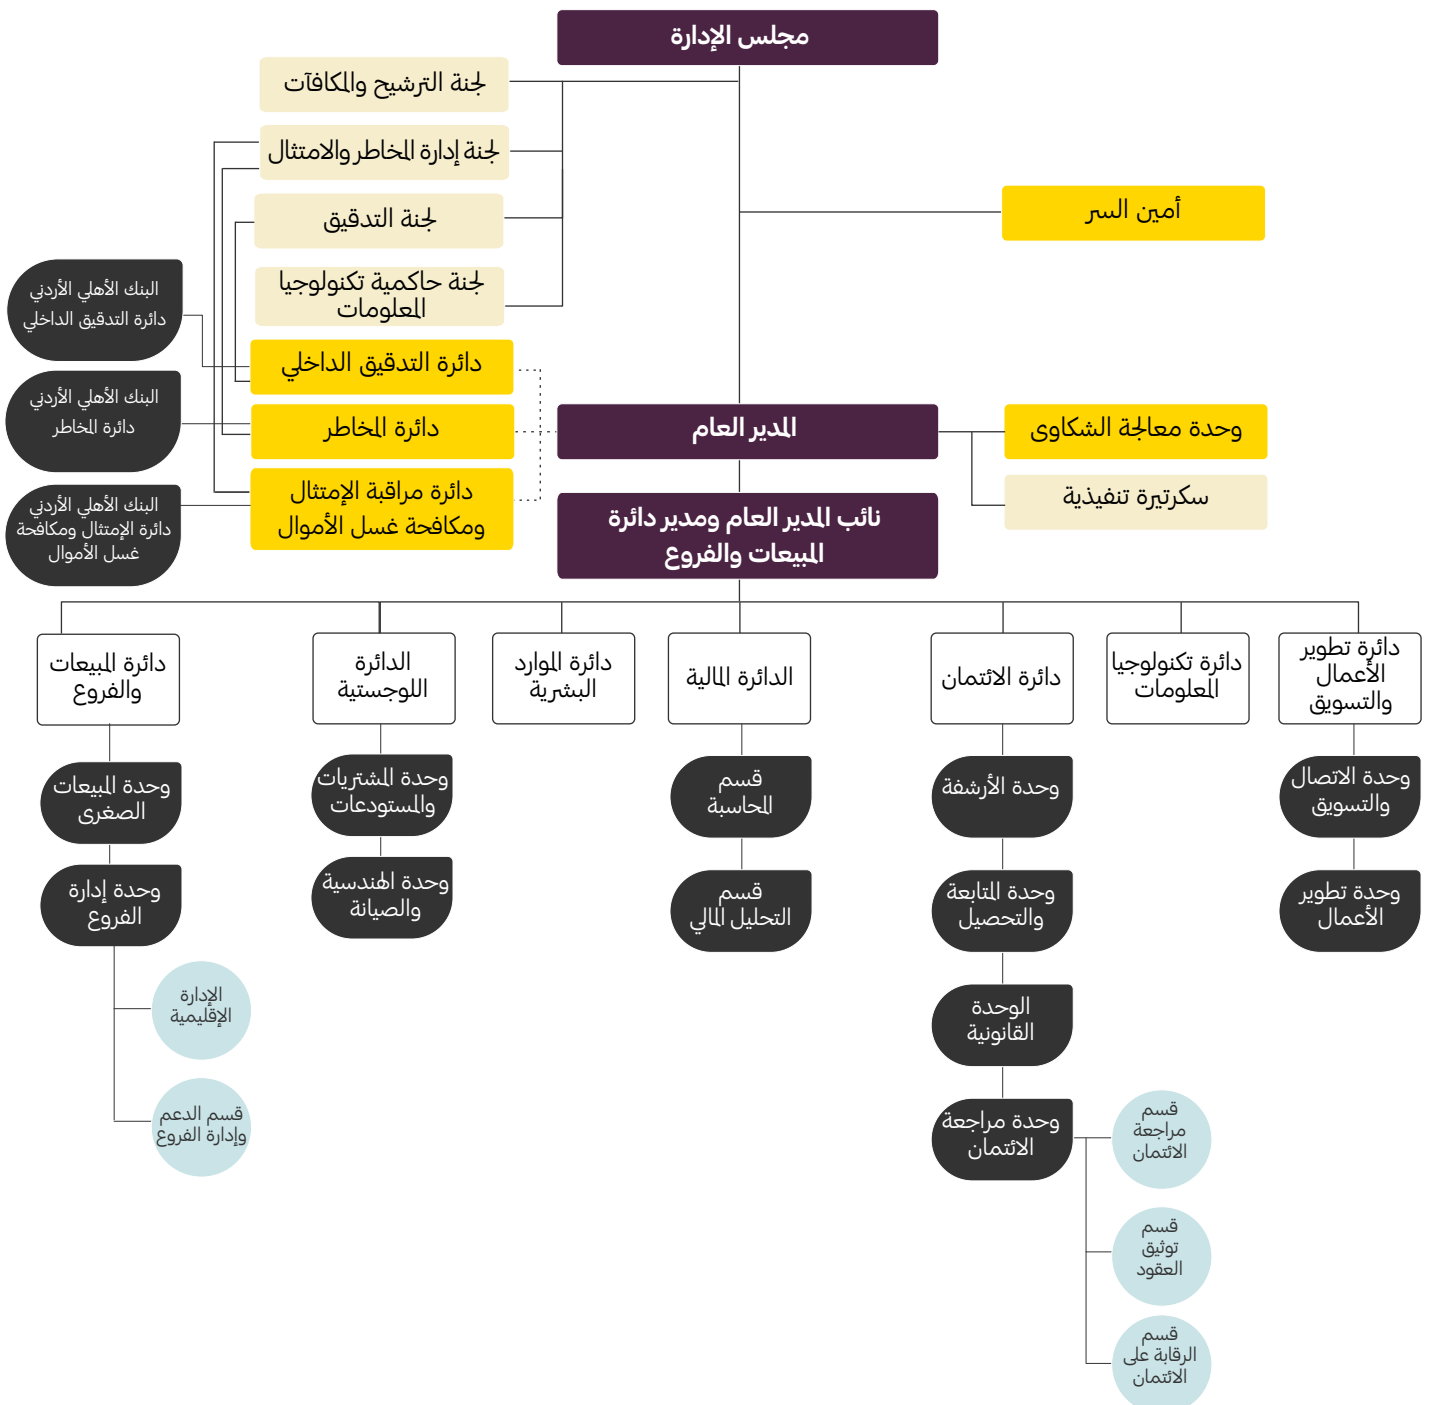 مجلس الإدارة
لجنة الترشيح والمكافآت
لجنة إدارة المخاطر والامتثال
لجنة التدقيق
لجنة حاكمية تكنولوجيا
المعلومات
أمين السر
البنك الأهلي الأردني
دائرة التدقيق الداخلي
دائرة التدقيق الداخلي
البنك الأهلي الأردني
دائرة المخاطر
دائرة المخاطر
البنك الأهلي الأردني
دائرة الإمتثال ومكافحة
غسل الأموال
دائرة مراقبة الإمتثال
ومكافحة غسل الأموال
المدير العام
وحدة معالجة الشكاوى
سكرتيرة تنفيذية
نائب المدير العام ومدير دائرة
المبيعات والفروع
دائرة تطوير
الأعمال
والتسويق
دائرة تكنولوجيا
المعلومات
دائرة الائتمان
الدائرة المالية
دائرة الموارد
البشرية
الدائرة
اللوجستية
دائرة المبيعات
والفروع
وحدة الاتصال
والتسويق
وحدة تطوير
الأعمال
وحدة الأرشفة
وحدة المتابعة
والتحصيل
الوحدة
القانونية
وحدة مراجعة
الائتمان
قسم
مراجعة
الائتمان
قسم
توثيق
العقود
قسم
الرقابة على
الائتمان
قسم
المحاسبة
قسم
التحليل المالي
وحدة المشتريات
والمستودعات
وحدة الهندسية
والصيانة
وحدة المبيعات
الصغرى
وحدة إدارة
الفروع
الإدارة
الإقليمية
قسم الدعم
وإدارة الفروع